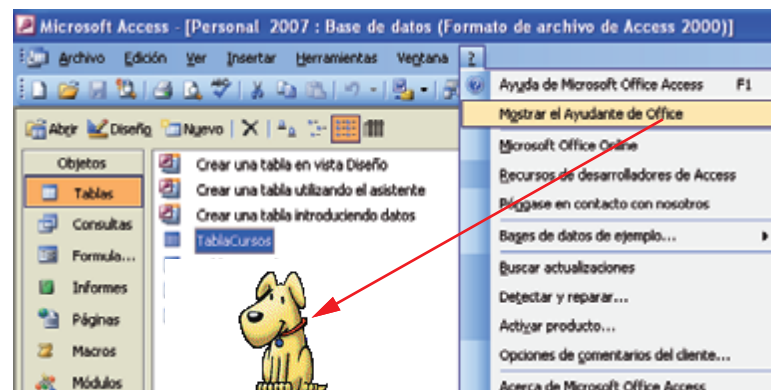 Microsoft Access - [Personal 2007 : Base de datos (Formato de archivo de Access 2000)]
Archivo Edición Ver Insertar Herramientas Ventana ?
Abrir Diseño Nuevo
Objetos
Tablas
Consultas
Formula...
Informes
Páginas
Macros
Módulos
Crear una tabla en vista Diseño
Crear una tabla utilizando el asistente
Crear una tabla introduciendo datos
TablaCursos
Ayuda de Microsoft Office Access F1
Mostrar el Ayudante de Office
Microsoft Office Online
Recursos de desarrolladores de Access
Póngase en contacto con nosotros
Bases de datos de ejemplo...
Buscar actualizaciones
Detectar y reparar...
Activar producto...
Opciones de comentarios del cliente...
Acerca de Microsoft Office Access